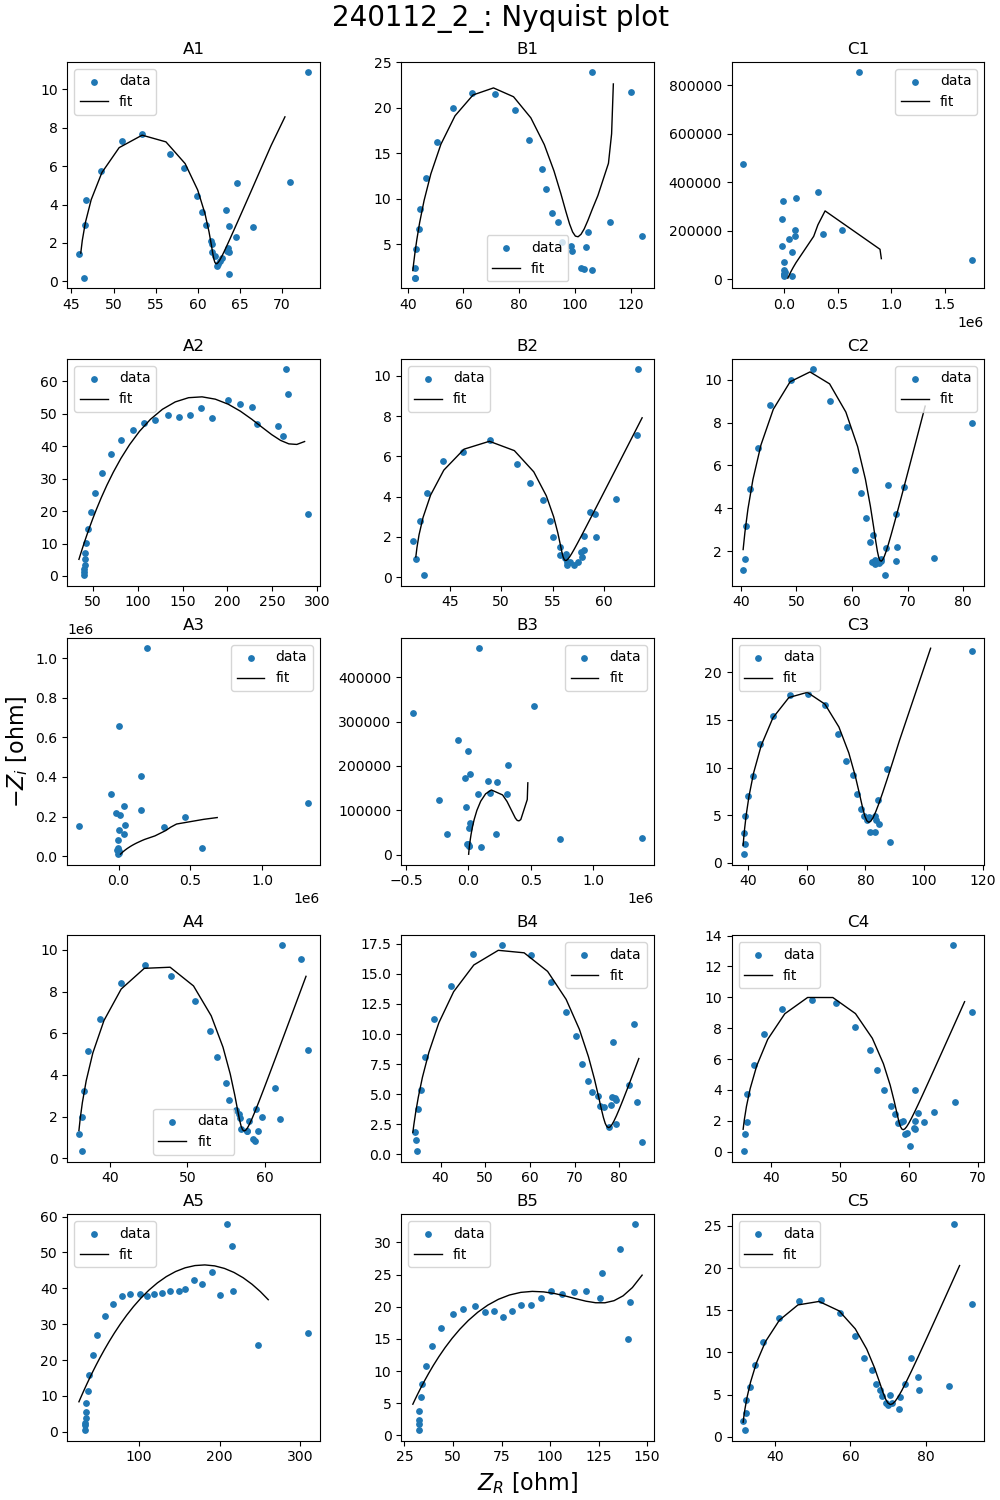 240112_2_: Nyquist plot
A1
data
fit
10
8
6
4
2
0
45 50 55 60 65 70
B1
data
fit
25
20
15
10
5
40 60 80 100 120
C1
data
fit
800000
600000
400000
200000
0
0.0 0.5 1.0 1.5
1e6
A2
data
fit
60
50
40
30
20
10
0
50 100 150 200 250 300
B2
data
fit
10
8
6
4
2
0
45 50 55 60
C2
data
fit
10
8
6
4
2
40 50 60 70 80
A3
1e6
data
fit
1.0
0.8
0.6
0.4
0.2
0.0
0.0 0.5 1.0
1e6
B3
data
fit
400000
300000
200000
100000
0
−0.5 0.0 0.5 1.0
1e6
C3
data
fit
20
15
10
5
0
40 60 80 100 120
−Zi [ohm]
A4
data
fit
10
8
6
4
2
0
40 50 60
B4
data
fit
17.5
15.0
12.5
10.0
7.5
5.0
2.5
0.0
40 50 60 70 80
C4
data
fit
14
12
10
8
6
4
2
0
40 50 60 70
A5
data
fit
60
50
40
30
20
10
0
100 200 300
B5
data
fit
30
25
20
15
10
5
0
25 50 75 100 125 150
C5
data
fit
25
20
15
10
5
0
40 60 80
ZR [ohm]